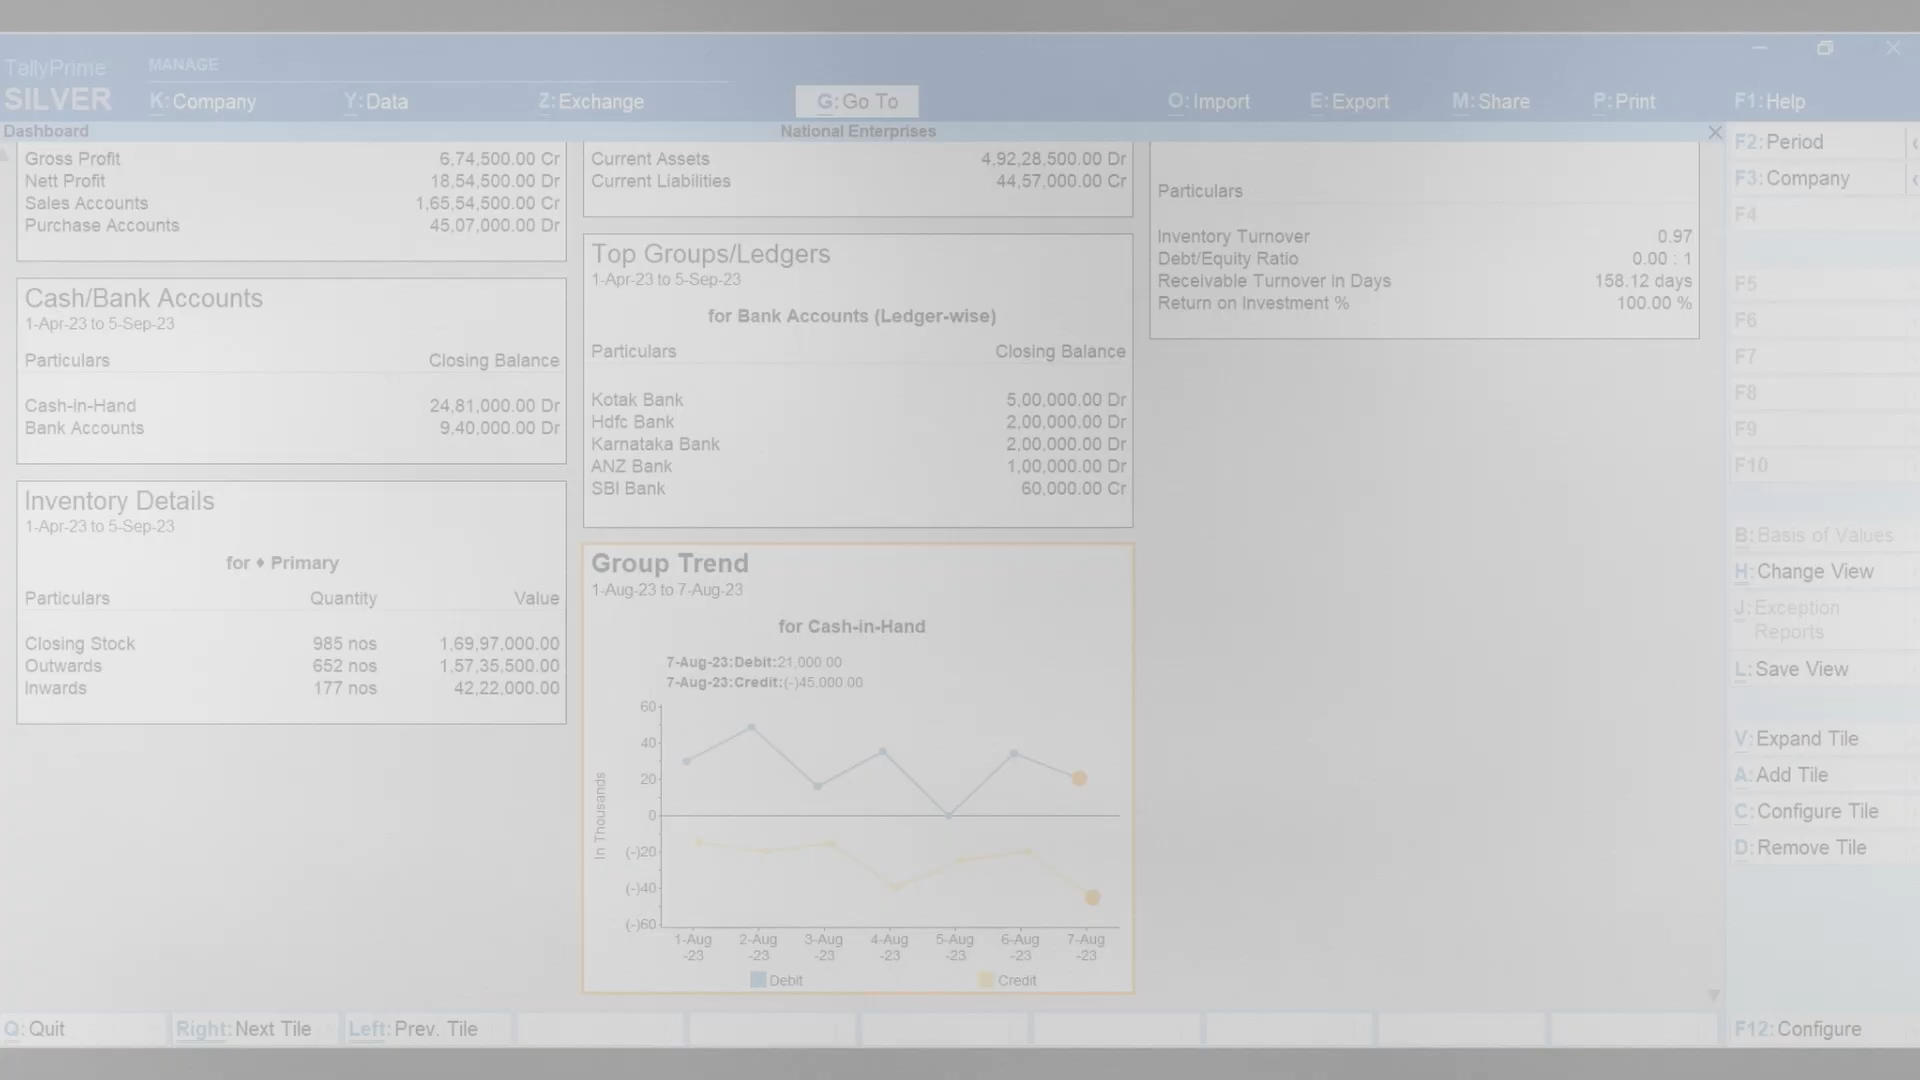 TallyPrime
SILVER
MANAGE
K: Company
Y: Data
Z: Exchange
G: Go To
O: Import
E: Export
M: Share
P: Print
F1: Help
Dashboard
National Enterprises
Gross Profit 6,74,500.00 Cr
Nett Profit 18,54,500.00 Dr
Sales Accounts 1,65,54,500.00 Cr
Purchase Accounts 45,07,000.00 Dr
Cash/Bank Accounts
1-Apr-23 to 5-Sep-23
Particulars Closing Balance
Cash-in-Hand 24,81,000.00 Dr
Bank Accounts 9,40,000.00 Dr
Inventory Details
1-Apr-23 to 5-Sep-23
for ♦ Primary
Particulars Quantity Value
Closing Stock 985 nos 1,69,97,000.00
Outwards 652 nos 1,57,35,500.00
Inwards 177 nos 42,22,000.00
Current Assets 4,92,28,500.00 Dr
Current Liabilities 44,57,000.00 Cr
Top Groups/Ledgers
1-Apr-23 to 5-Sep-23
for Bank Accounts (Ledger-wise)
Particulars Closing Balance
Kotak Bank 5,00,000.00 Dr
Hdfc Bank 2,00,000.00 Dr
Karnataka Bank 2,00,000.00 Dr
ANZ Bank 1,00,000.00 Dr
SBI Bank 60,000.00 Cr
Group Trend
1-Aug-23 to 7-Aug-23
for Cash-in-Hand
7-Aug-23:Debit:21,000.00
7-Aug-23:Credit:(-)45,000.00
In Thousands
60
40
20
0
(-)20
(-)40
(-)60
1-Aug 2-Aug 3-Aug 4-Aug 5-Aug 6-Aug 7-Aug
-23 -23 -23 -23 -23 -23 -23
Debit Credit
Particulars
Inventory Turnover 0.97
Debt/Equity Ratio 0.00 : 1
Receivable Turnover in Days 158.12 days
Return on Investment % 100.00 %
F2: Period
F3: Company
F4
F5
F6
F7
F8
F9
F10
B: Basis of Values
H: Change View
J: Exception
Reports
L: Save View
V: Expand Tile
A: Add Tile
C: Configure Tile
D: Remove Tile
F12: Configure
Q: Quit
Right: Next Tile
Left: Prev. Tile